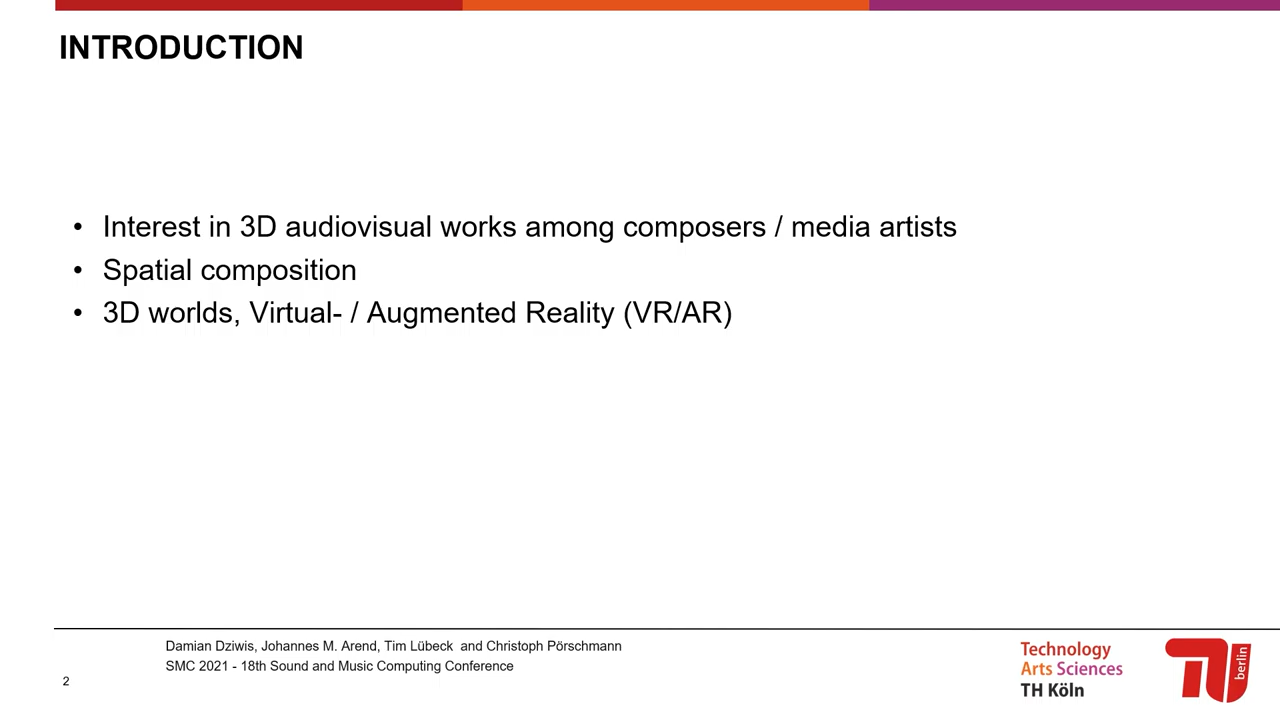 INTRODUCTION
• Interest in 3D audiovisual works among composers / media artists
• Spatial composition
• 3D worlds, Virtual- / Augmented Reality (VR/AR)
Damian Dziwis, Johannes M. Arend, Tim Lübeck and Christoph Pörschmann
SMC 2021 - 18th Sound and Music Computing Conference
2
Technology
Arts Sciences
TH Köln
berlin